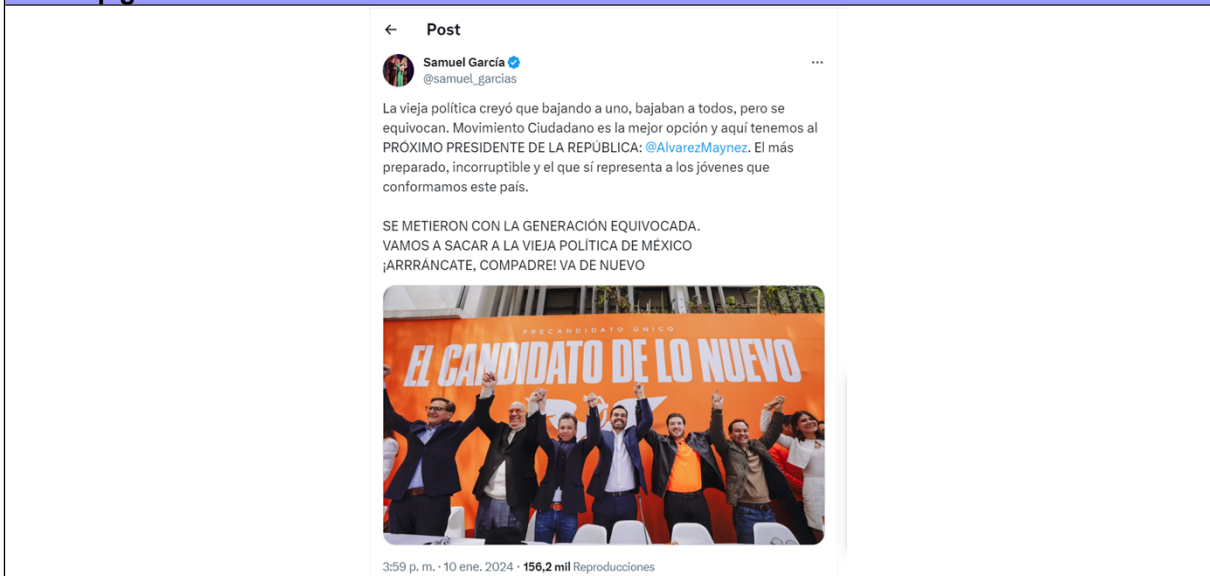 Post
Samuel García
@samuel_garcias
La vieja política creyó que bajando a uno, bajaban a todos, pero se
equivocan. Movimiento Ciudadano es la mejor opción y aquí tenemos al
PRÓXIMO PRESIDENTE DE LA REPÚBLICA: @AlvarezMaynez. El más
preparado, incorruptible y el que sí representa a los jóvenes que
conformamos este país.
SE METIERON CON LA GENERACIÓN EQUIVOCADA.
VAMOS A SACAR A LA VIEJA POLÍTICA DE MÉXICO
¡ARRRÁNCATE, COMPADRE! VA DE NUEVO
PRECANDIDATO ÚNICO
EL CANDIDATO DE LO NUEVO
3:59 p. m. · 10 ene. 2024 · 156,2 mil Reproducciones